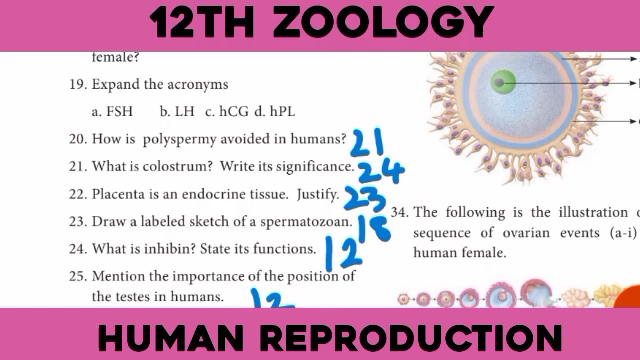 12TH ZOOLOGY
female?
19. Expand the acronyms
a. FSH b. LH c. hCG d. hPL
20. How is polyspermy avoided in humans? 21
21. What is colostrum? Write its significance. 24
22. Placenta is an endocrine tissue. Justify. 23
23. Draw a labeled sketch of a spermatozoan. 18
24. What is inhibin? State its functions. 12
25. Mention the importance of the position of
the testes in humans. 12
34. The following is the illustration
sequence of ovarian events (a-i)
human female.
HUMAN REPRODUCTION